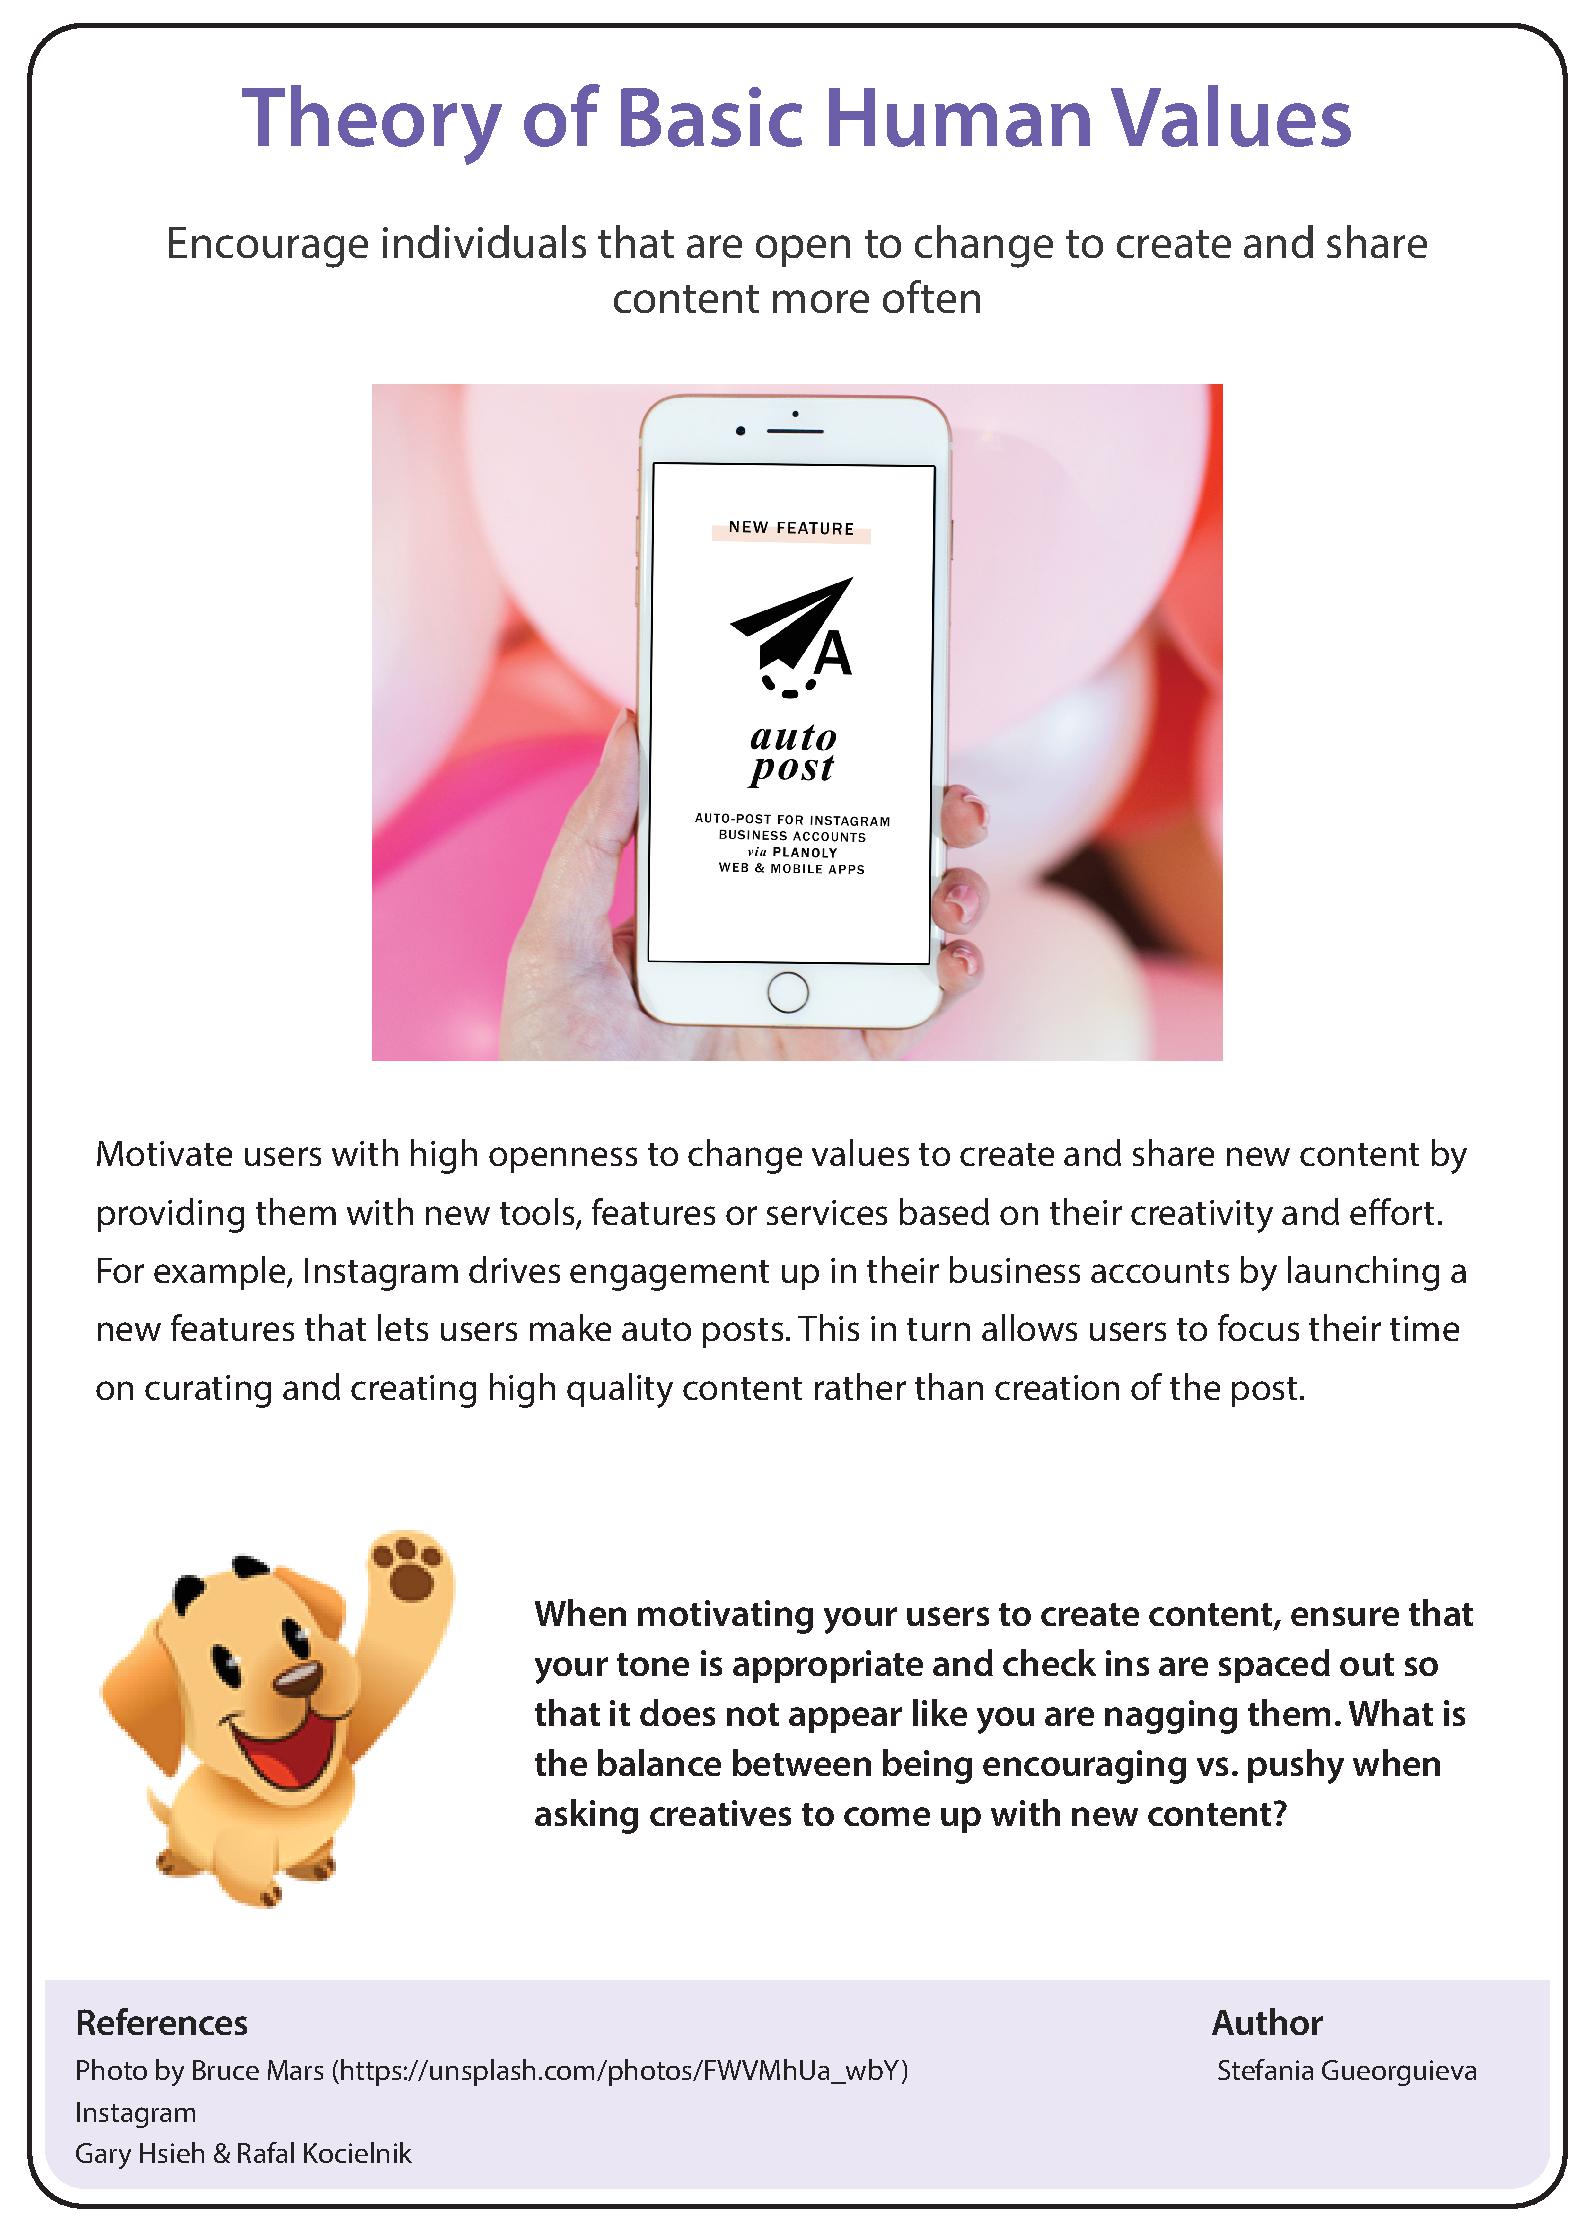 Theory of Basic Human Values
Encourage individuals that are open to change to create and share
content more often
NEW FEATURE
A
auto
post
AUTO-POST FOR INSTAGRAM
BUSINESS ACCOUNTS
via PLANOLY
WEB & MOBILE APPS
Motivate users with high openness to change values to create and share new content by
providing them with new tools, features or services based on their creativity and effort.
For example, Instagram drives engagement up in their business accounts by launching a
new features that lets users make auto posts. This in turn allows users to focus their time
on curating and creating high quality content rather than creation of the post.
When motivating your users to create content, ensure that
your tone is appropriate and check ins are spaced out so
that it does not appear like you are nagging them. What is
the balance between being encouraging vs. pushy when
asking creatives to come up with new content?
References
Photo by Bruce Mars (https://unsplash.com/photos/FWVMhUa_wbY)
Instagram
Gary Hsieh & Rafal Kocielnik
Author
Stefania Gueorguieva